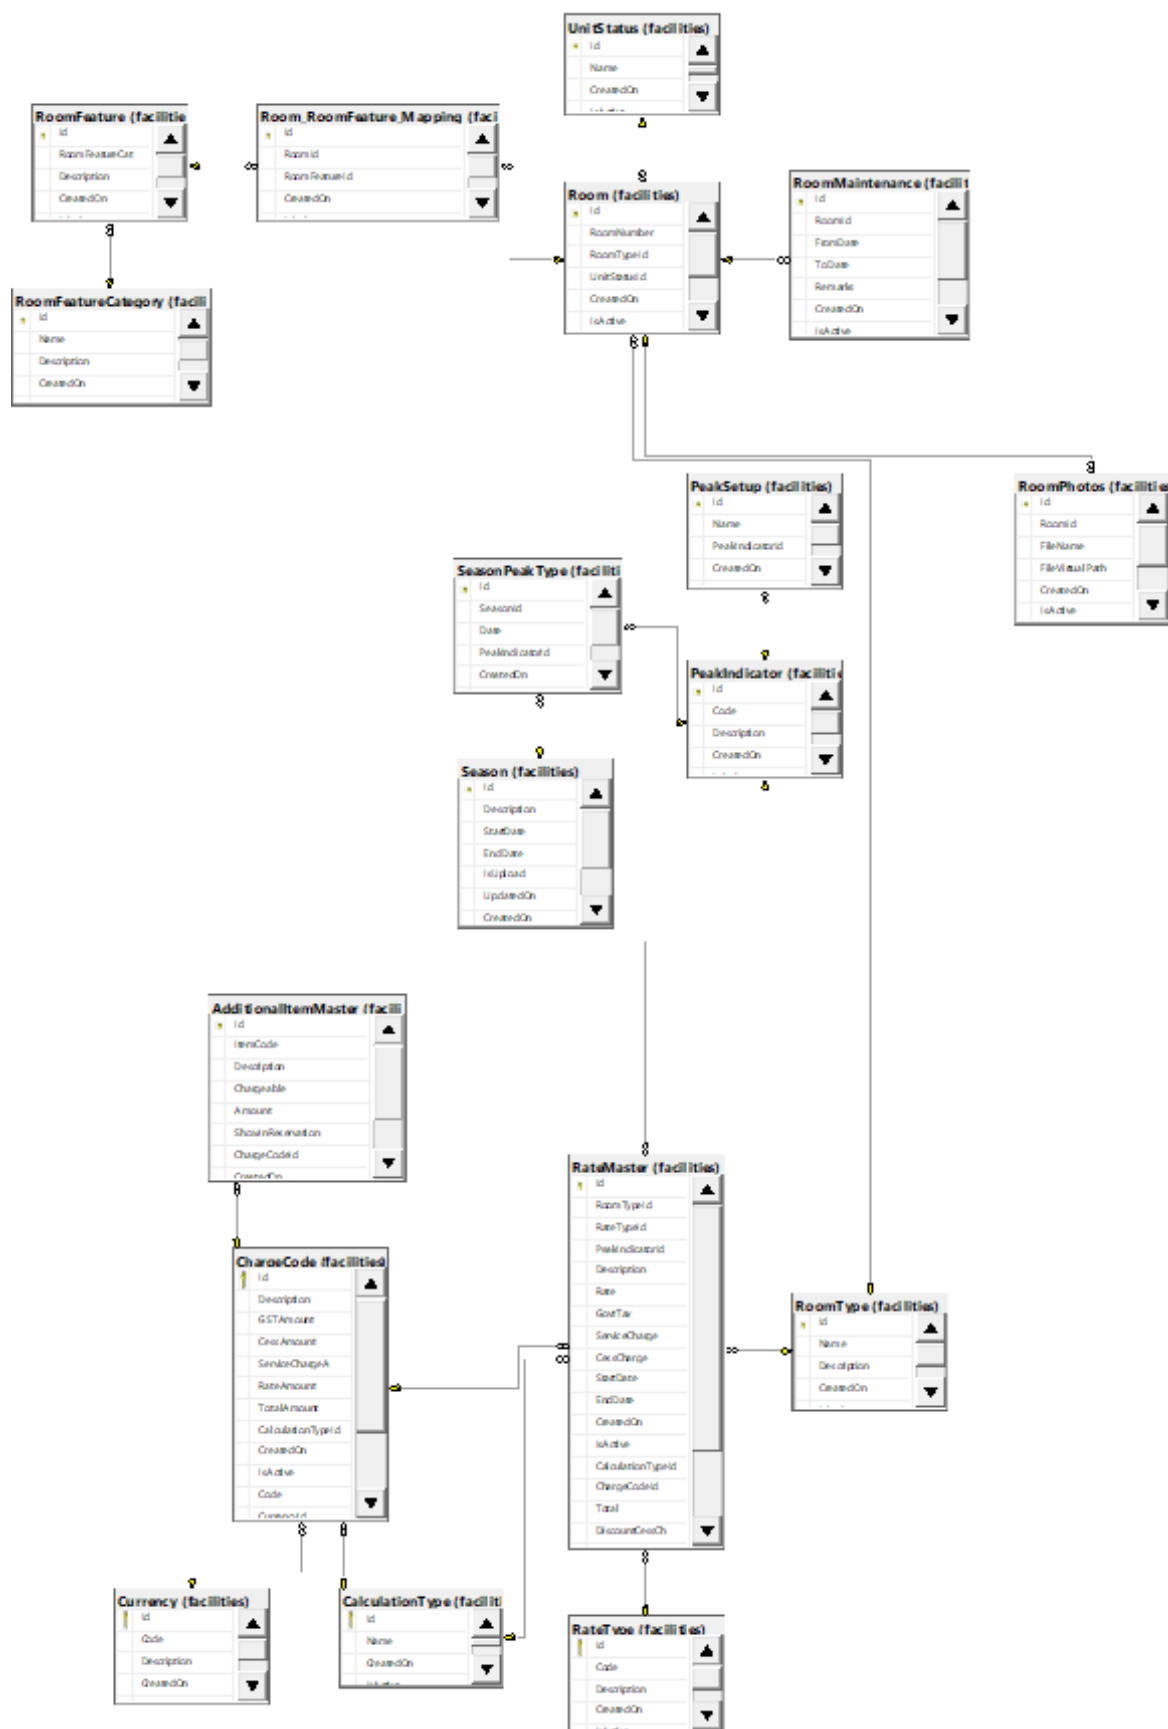 UnitStatus (facilities)
Id
Name
CreatedOn
RoomFeature (facilitie
Id
RoomFeatureCat
Description
CreatedOn
Room_RoomFeature_Mapping (faci
Id
RoomId
RoomFeatureId
CreatedOn
Room (facilities)
Id
RoomNumber
RoomTypeId
UnitStatusId
CreatedOn
IsActive
RoomMaintenance (facilit
Id
RoomId
FromDate
ToDate
Remarks
CreatedOn
IsActive
RoomFeatureCategory (facili
Id
Name
Description
CreatedOn
PeakSetup (facilities)
Id
Name
PeakIndicatorId
CreatedOn
RoomPhotos (facilities
Id
RoomId
FileName
FileVirtualPath
CreatedOn
IsActive
SeasonPeakType (faciliti
Id
SeasonId
Date
PeakIndicatorId
CreatedOn
PeakIndicator (facilitie
Id
Code
Description
CreatedOn
Season (facilities)
Id
Description
StartDate
EndDate
IsUpload
UpdatedOn
CreatedOn
AdditionalItemMaster (facili
Id
ItemCode
Description
Chargeable
Amount
ShowInReservation
ChargeCodeId
CreatedOn
RateMaster (facilities)
Id
RoomTypeId
RateTypeId
PeakIndicatorId
Description
Rate
GovtTax
ServiceCharge
CessCharge
StartDate
EndDate
CreatedOn
IsActive
CalculationTypeId
ChargeCodeId
Total
DiscountCessCh
ChargeCode (facilities)
Id
Description
GSTAmount
CessAmount
ServiceChargeA
RateAmount
TotalAmount
CalculationTypeId
CreatedOn
IsActive
Code
CurrencyId
RoomType (facilities)
Id
Name
Description
CreatedOn
Currency (facilities)
Id
Code
Description
CreatedOn
CalculationType (faciliti
Id
Name
CreatedOn
IsActive
RateType (facilities)
Id
Code
Description
CreatedOn